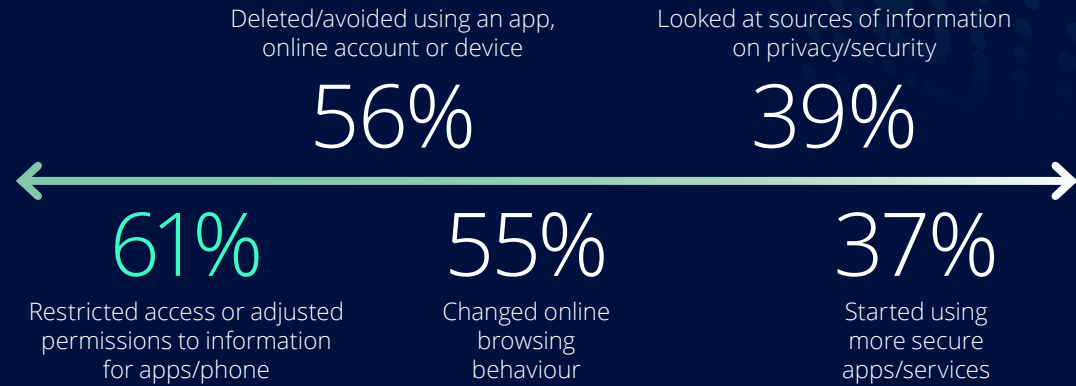 Deleted/avoided using an app,
online account or device
56%
Looked at sources of information
on privacy/security
39%
61%
Restricted access or adjusted
permissions to information
for apps/phone
55%
Changed online
browsing
behaviour
37%
Started using
more secure
apps/services